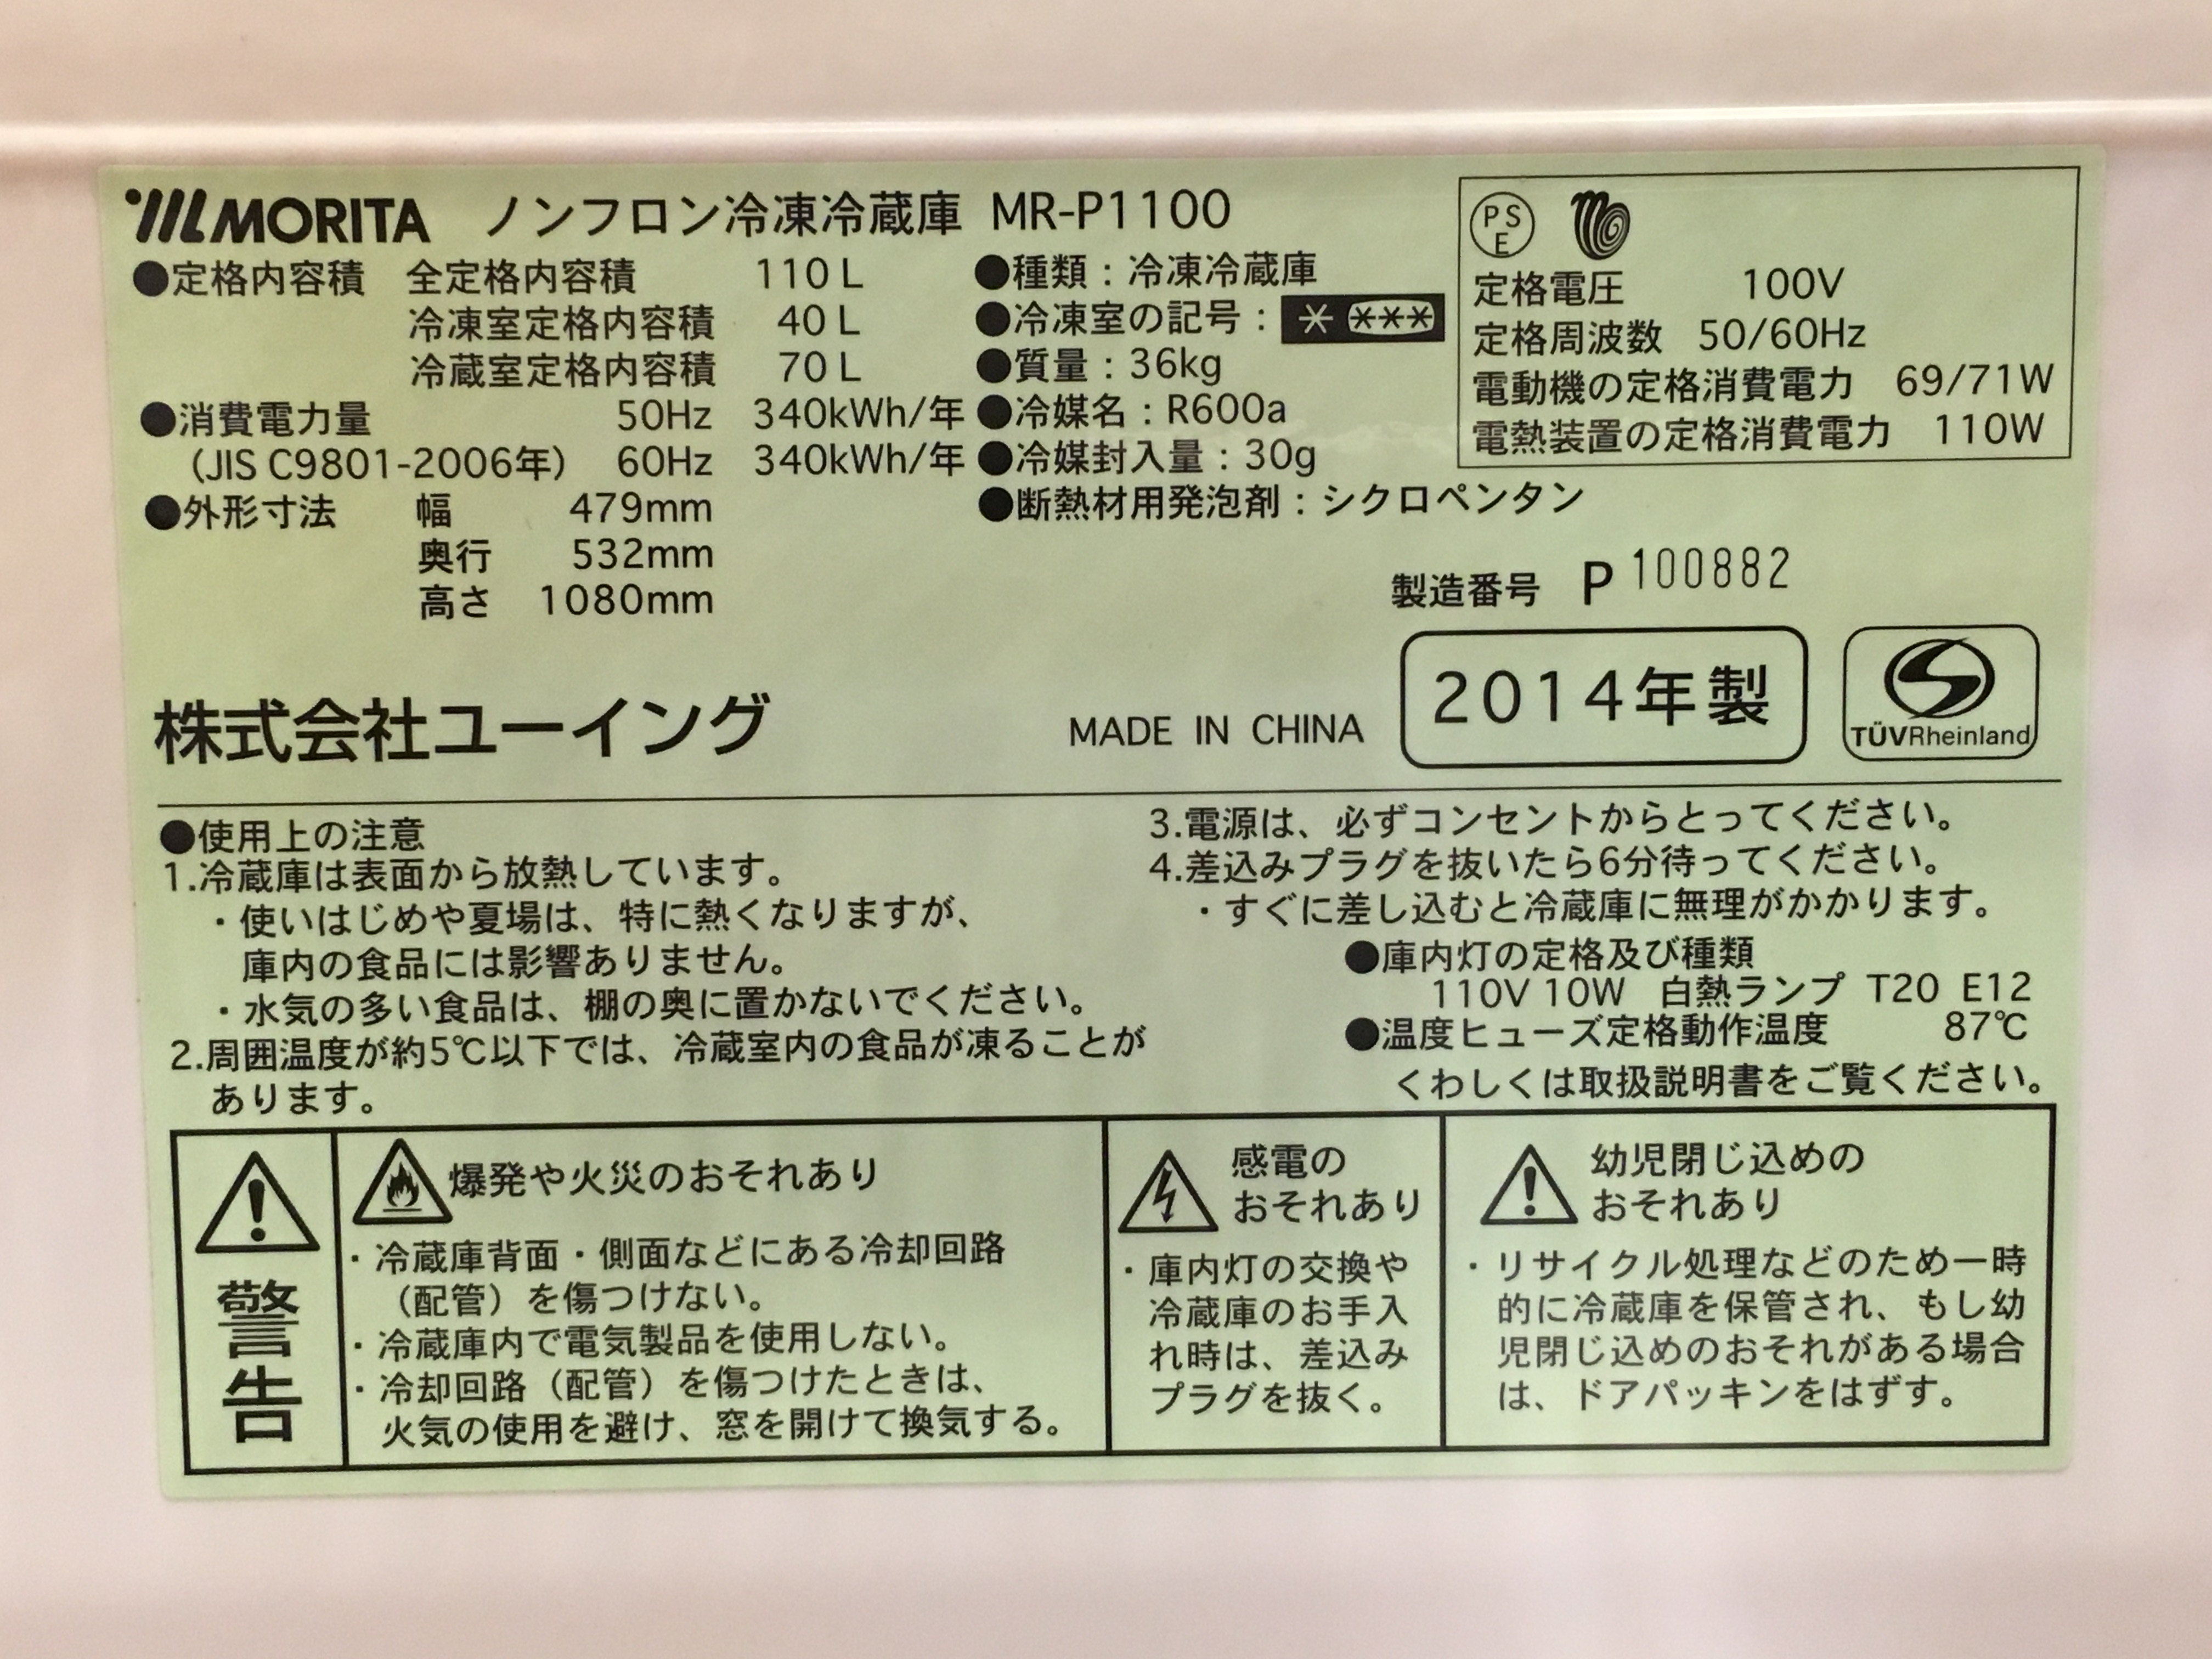 MORITA ノンフロン冷凍冷蔵庫 MR-P1100
●定格内容積 全定格内容積 110L
冷凍室定格内容積 40L
冷蔵室定格内容積 70L
●消費電力量 50Hz 340kWh/年
(JIS C9801-2006年) 60Hz 340kWh/年
●外形寸法 幅 479mm
奥行 532mm
高さ 1080mm
●種類：冷凍冷蔵庫
●冷凍室の記号：* ***
●質量：36kg
●冷媒名：R600a
●冷媒封入量：30g
●断熱材用発泡剤：シクロペンタン
PSE
定格電圧 100V
定格周波数 50/60Hz
電動機の定格消費電力 69/71W
電熱装置の定格消費電力 110W
製造番号 P 100882
株式会社ユーイング MADE IN CHINA 2014年製 TÜVRheinland
●使用上の注意
1.冷蔵庫は表面から放熱しています。
・使いはじめや夏場は、特に熱くなりますが、
庫内の食品には影響ありません。
・水気の多い食品は、棚の奥に置かないでください。
2.周囲温度が約5℃以下では、冷蔵室内の食品が凍ることが
あります。
3.電源は、必ずコンセントからとってください。
4.差込みプラグを抜いたら6分待ってください。
・すぐに差し込むと冷蔵庫に無理がかかります。
●庫内灯の定格及び種類
110V 10W 白熱ランプ T20 E12
●温度ヒューズ定格動作温度 87℃
くわしくは取扱説明書をご覧ください。
警告
爆発や火災のおそれあり
・冷蔵庫背面・側面などにある冷却回路
（配管）を傷つけない。
・冷蔵庫内で電気製品を使用しない。
・冷却回路（配管）を傷つけたときは、
火気の使用を避け、窓を開けて換気する。
感電の
おそれあり
・庫内灯の交換や
冷蔵庫のお手入
れ時は、差込み
プラグを抜く。
幼児閉じ込めの
おそれあり
・リサイクル処理などのため一時
的に冷蔵庫を保管され、もし幼
児閉じ込めのおそれがある場合
は、ドアパッキンをはずす。